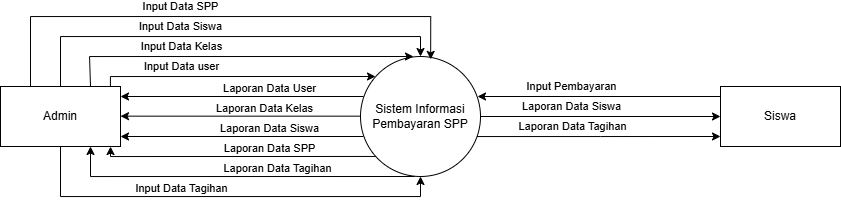 Input Data SPP
Input Data Siswa
Input Data Kelas
Input Data user
Laporan Data User
Laporan Data Kelas
Laporan Data Siswa
Laporan Data SPP
Laporan Data Tagihan
Input Data Tagihan
Admin
Sistem Informasi
Pembayaran SPP
Input Pembayaran
Laporan Data Siswa
Laporan Data Tagihan
Siswa